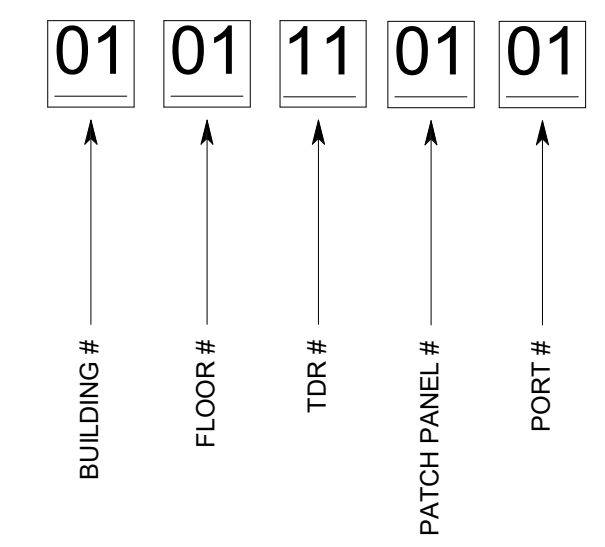 01 01 11 01 01
BUILDING #
FLOOR #
TDR #
PATCH PANEL #
PORT #